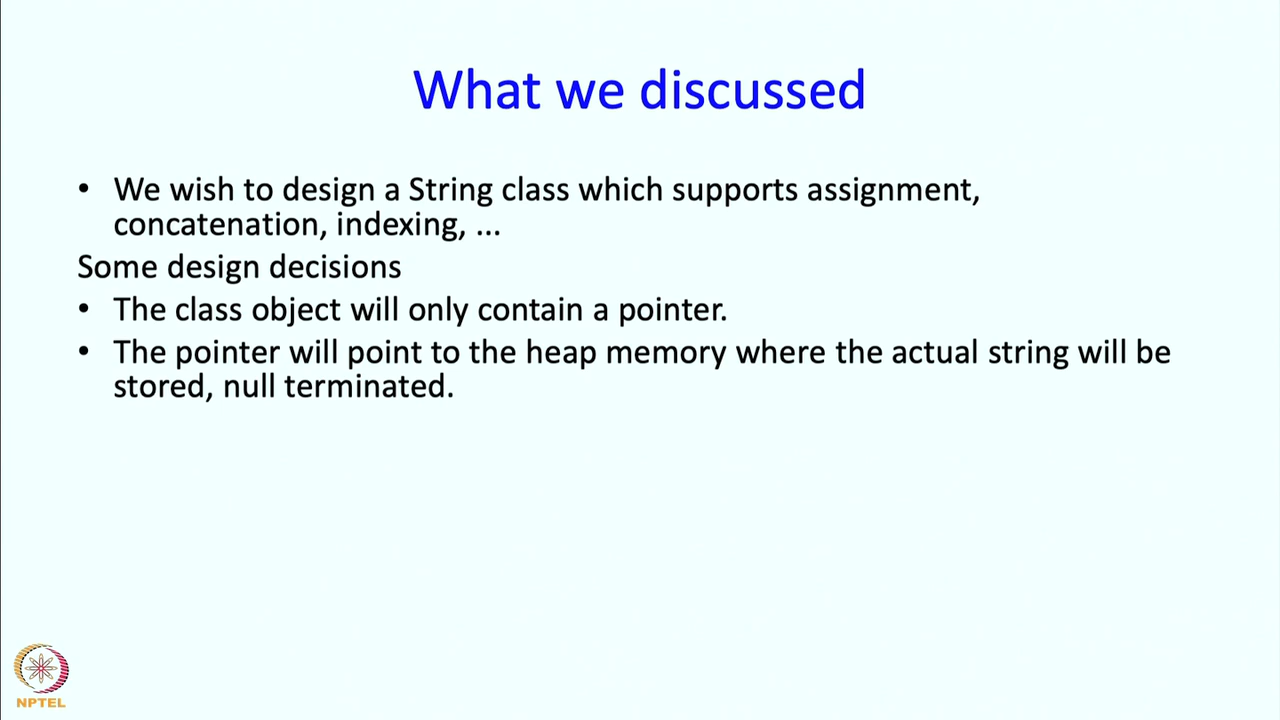 What we discussed
• We wish to design a String class which supports assignment,
concatenation, indexing, ...
Some design decisions
• The class object will only contain a pointer.
• The pointer will point to the heap memory where the actual string will be
stored, null terminated.
NPTEL